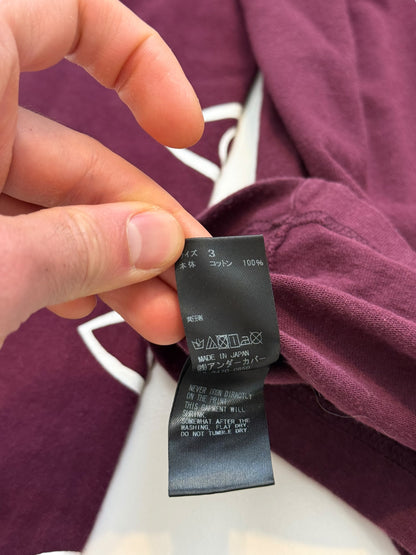 イズ 3
本体 コットン 100%
MADE IN JAPAN
㈱アンダーカバー
NEVER IRON DIRECTLY
ON THE PRINT
THIS GARMENT WILL
SHRINK
SOMEWHAT AFTER THE
WASHING, FLAT DRY.
DO NOT TUMBLE DRY.